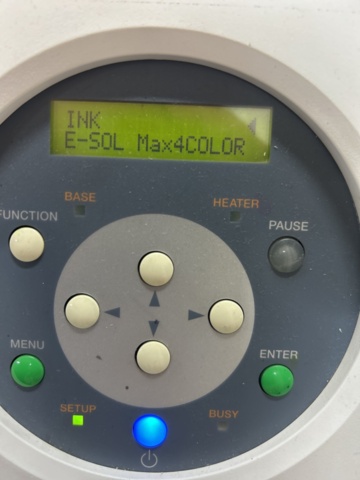 INK
E-SOL Max4COLOR
BASE
HEATER
FUNCTION
PAUSE
MENU
ENTER
SETUP
BUSY